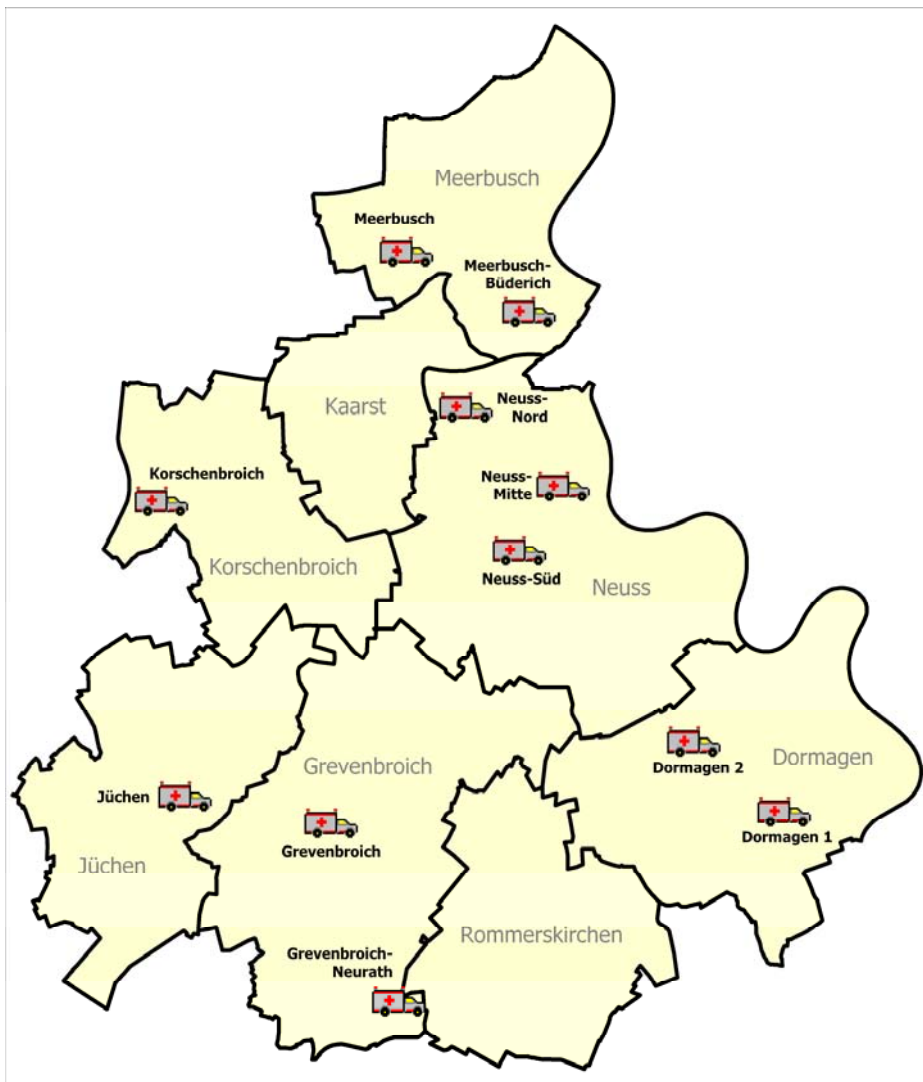 Meerbusch
Meerbusch
Meerbusch-
Büderich
Kaarst
Neuss-
Nord
Korschenbroich
Neuss-
Mitte
Korschenbroich
Neuss-Süd
Neuss
Grevenbroich
Dormagen 2
Dormagen
Jüchen
Grevenbroich
Dormagen 1
Jüchen
Rommerskirchen
Grevenbroich-
Neurath